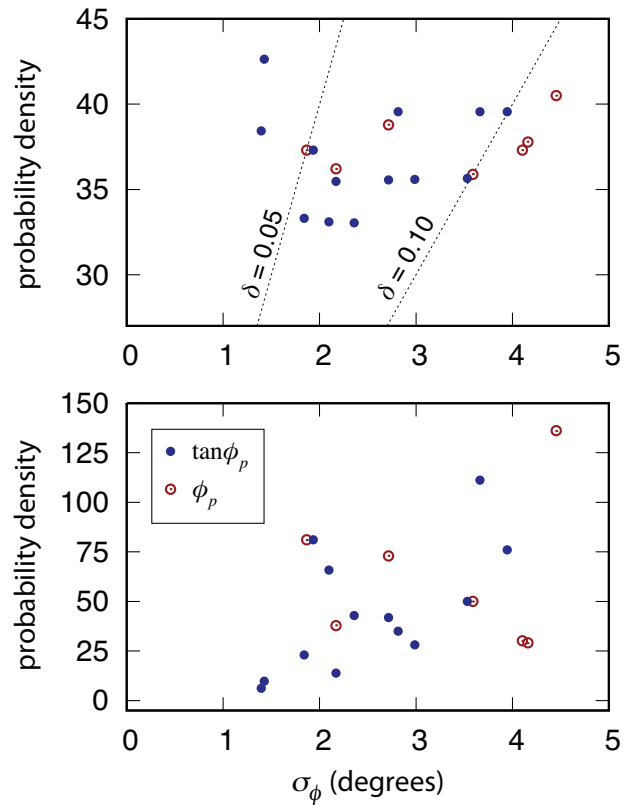 45
40
35
30
probability density
δ = 0.05
δ = 0.10
0 1 2 3 4 5
150
125
100
75
50
25
0
probability density
tanϕp
ϕp
0 1 2 3 4 5
σϕ (degrees)